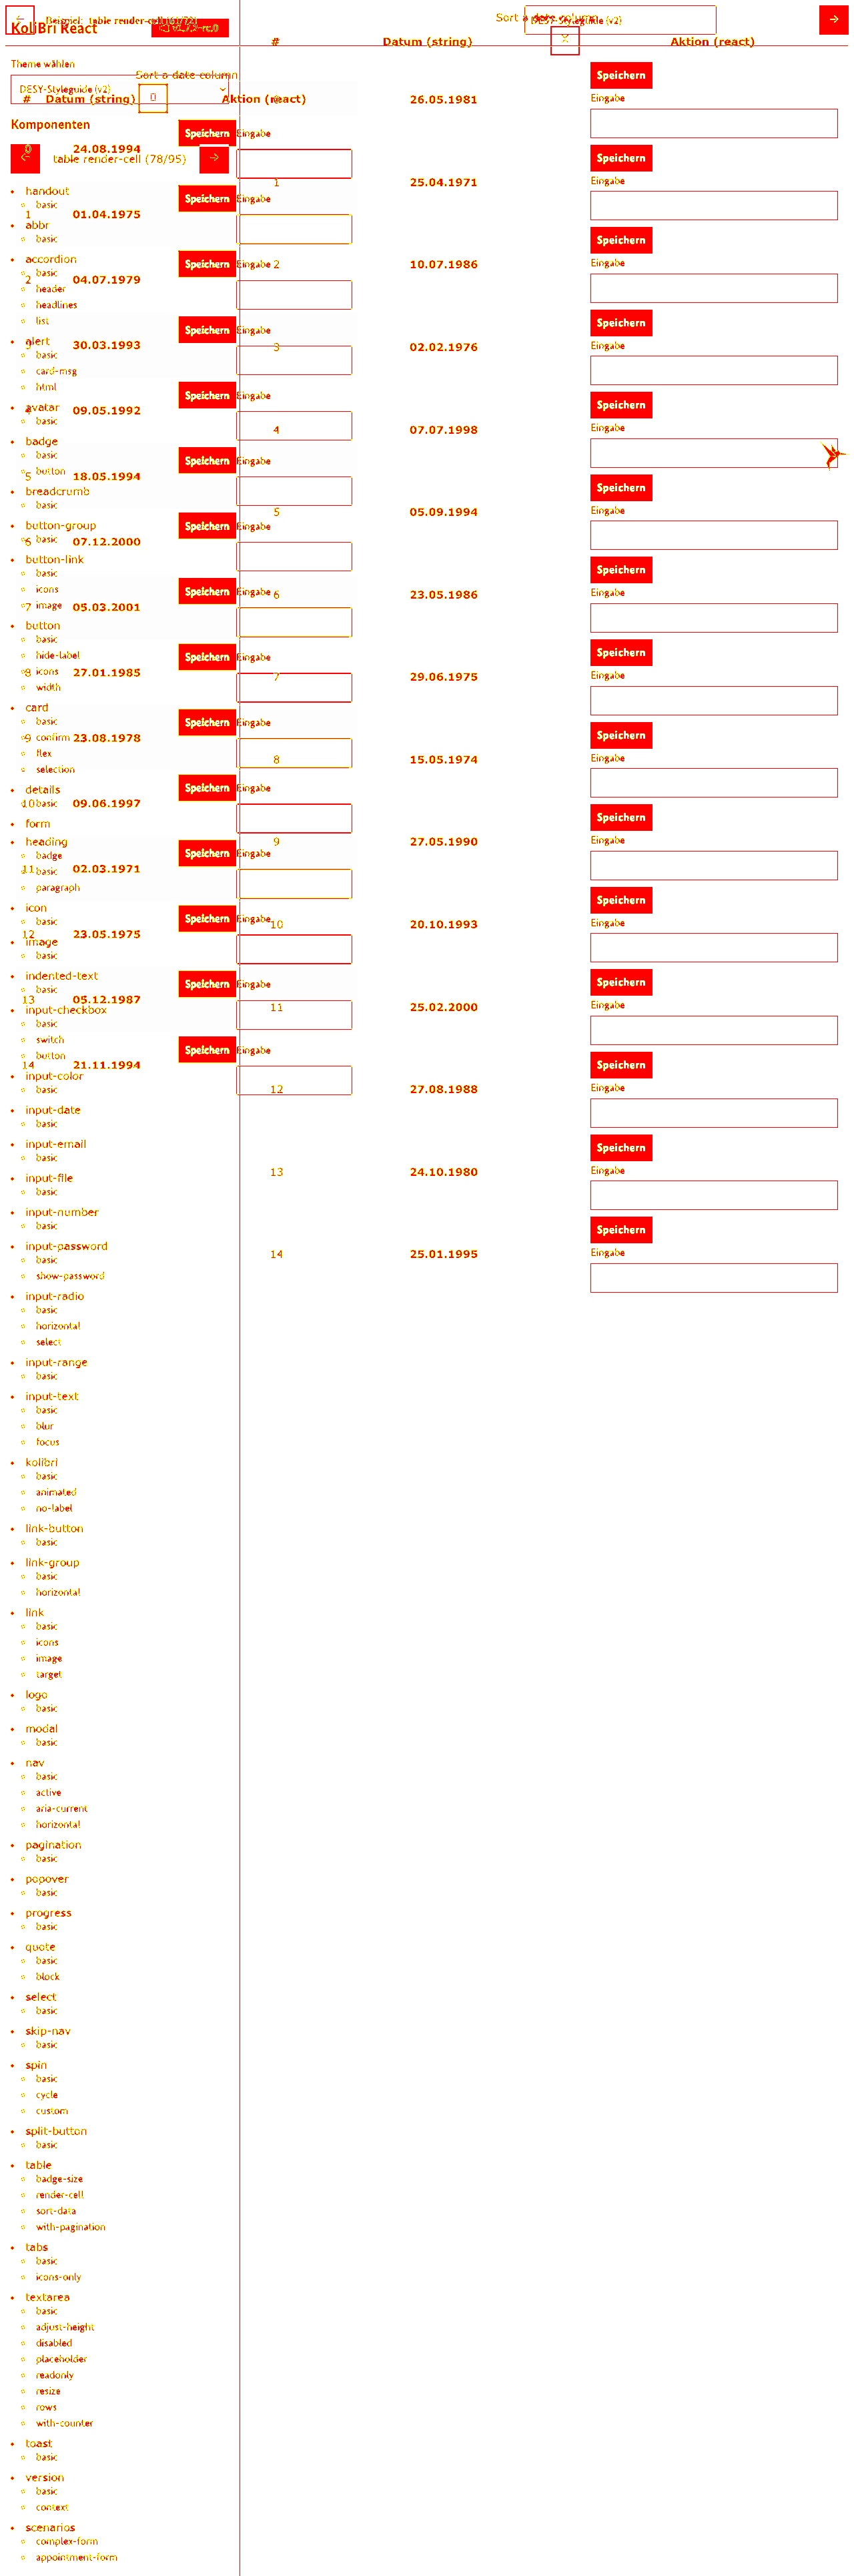 Beispiel: table render-cell
KoliBri React
Sort a date column
DESY-Styleguide (v2)
# Datum (string) Aktion (react)
Theme wählen
DESY-Styleguide (v2)
Sort a date column
# Datum (string) Aktion (react)
Komponenten
table render-cell (78/95)
handout
basic
abbr
basic
accordion
basic
header
headlines
list
alert
basic
card-msg
html
avatar
basic
badge
basic
button
breadcrumb
basic
button-group
basic
button-link
basic
icons
image
button
basic
hide-label
icons
width
card
basic
confirm
flex
selection
details
basic
form
heading
badge
basic
paragraph
icon
basic
image
basic
indented-text
basic
input-checkbox
basic
switch
button
input-color
basic
input-date
basic
input-email
basic
input-file
basic
input-number
basic
input-password
basic
show-password
input-radio
basic
horizontal
select
input-range
basic
input-text
basic
blur
focus
kolibri
basic
animated
no-label
link-button
basic
link-group
basic
horizontal
link
basic
icons
image
target
logo
basic
modal
basic
nav
basic
active
aria-current
horizontal
pagination
basic
popover
basic
progress
basic
quote
basic
block
select
basic
skip-nav
basic
spin
basic
cycle
custom
split-button
basic
table
badge-size
render-cell
sort-data
with-pagination
tabs
basic
icons-only
textarea
basic
adjust-height
disabled
placeholder
readonly
resize
rows
with-counter
toast
basic
version
basic
context
scenarios
complex-form
appointment-form
0 24.08.1994 Speichern Eingabe
1 01.04.1975 Speichern Eingabe
2 04.07.1979 Speichern Eingabe
3 30.03.1993 Speichern Eingabe
4 09.05.1992 Speichern Eingabe
5 18.05.1994 Speichern Eingabe
6 07.12.2000 Speichern Eingabe
7 05.03.2001 Speichern Eingabe
8 27.01.1985 Speichern Eingabe
9 23.08.1978 Speichern Eingabe
10 09.06.1997 Speichern Eingabe
11 02.03.1971 Speichern Eingabe
12 23.05.1975 Speichern Eingabe
13 05.12.1987 Speichern Eingabe
14 21.11.1994 Speichern Eingabe
0 26.05.1981 Speichern Eingabe
1 25.04.1971 Speichern Eingabe
2 10.07.1986 Speichern Eingabe
3 02.02.1976 Speichern Eingabe
4 07.07.1998 Speichern Eingabe
5 05.09.1994 Speichern Eingabe
6 23.05.1986 Speichern Eingabe
7 29.06.1975 Speichern Eingabe
8 15.05.1974 Speichern Eingabe
9 27.05.1990 Speichern Eingabe
10 20.10.1993 Speichern Eingabe
11 25.02.2000 Speichern Eingabe
12 27.08.1988 Speichern Eingabe
13 24.10.1980 Speichern Eingabe
14 25.01.1995 Speichern Eingabe